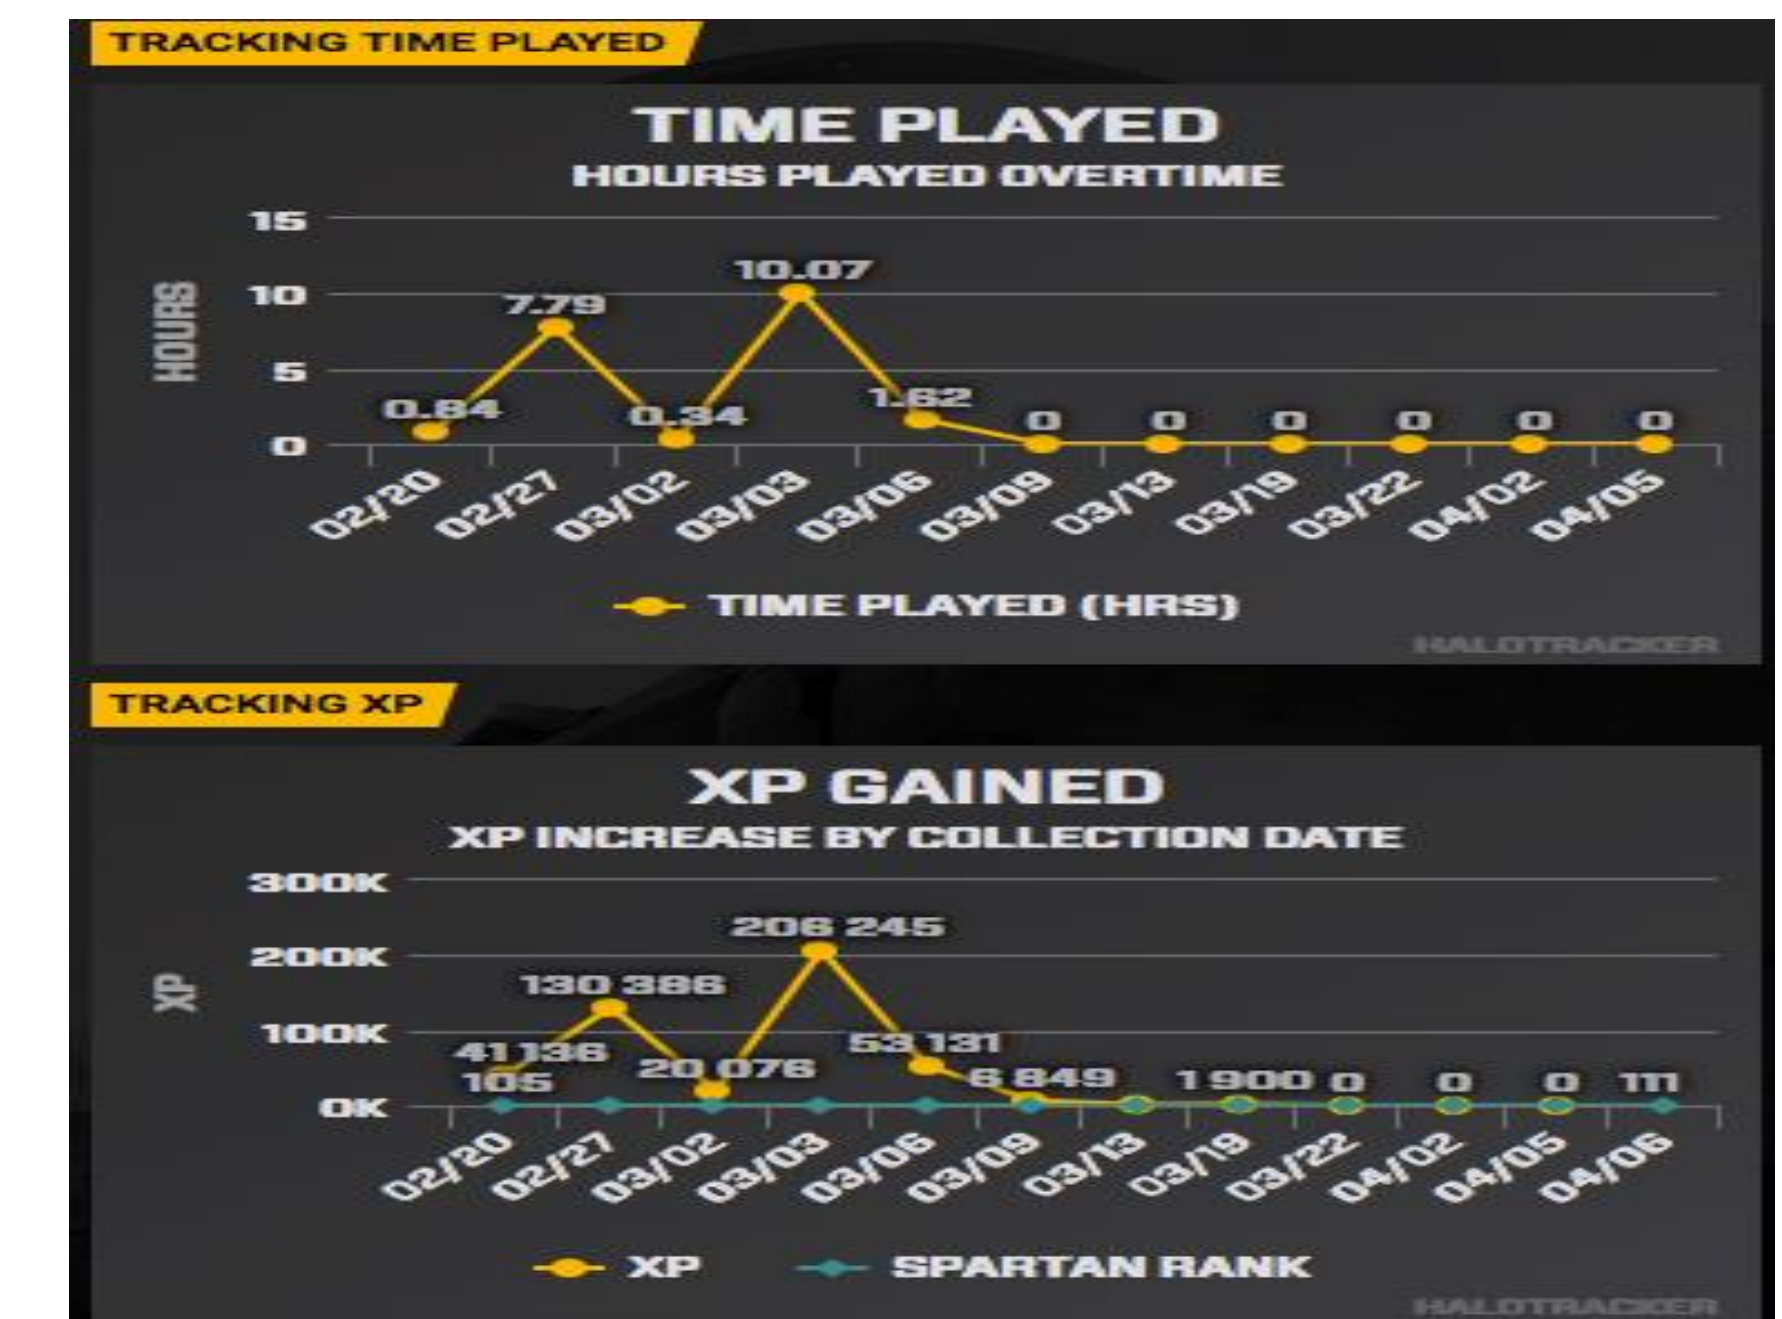 TRACKING TIME PLAYED
TIME PLAYED
HOURS PLAYED OVERTIME
15
10
5
0
HOURS
0.84
7.79
0.34
10.07
1.62
0
0
0
0
0
0
02/20
02/27
03/02
03/03
03/06
03/09
03/13
03/19
03/22
04/02
04/05
TIME PLAYED (HRS)
HALOTRACKER
TRACKING XP
XP GAINED
XP INCREASE BY COLLECTION DATE
300K
200K
100K
0K
XP
41 136
105
130 386
20 076
206 245
53 131
6 849
1 900
0
0
0
111
02/20
02/27
03/02
03/03
03/06
03/09
03/13
03/19
03/22
04/02
04/05
04/06
XP
SPARTAN RANK
HALOTRACKER